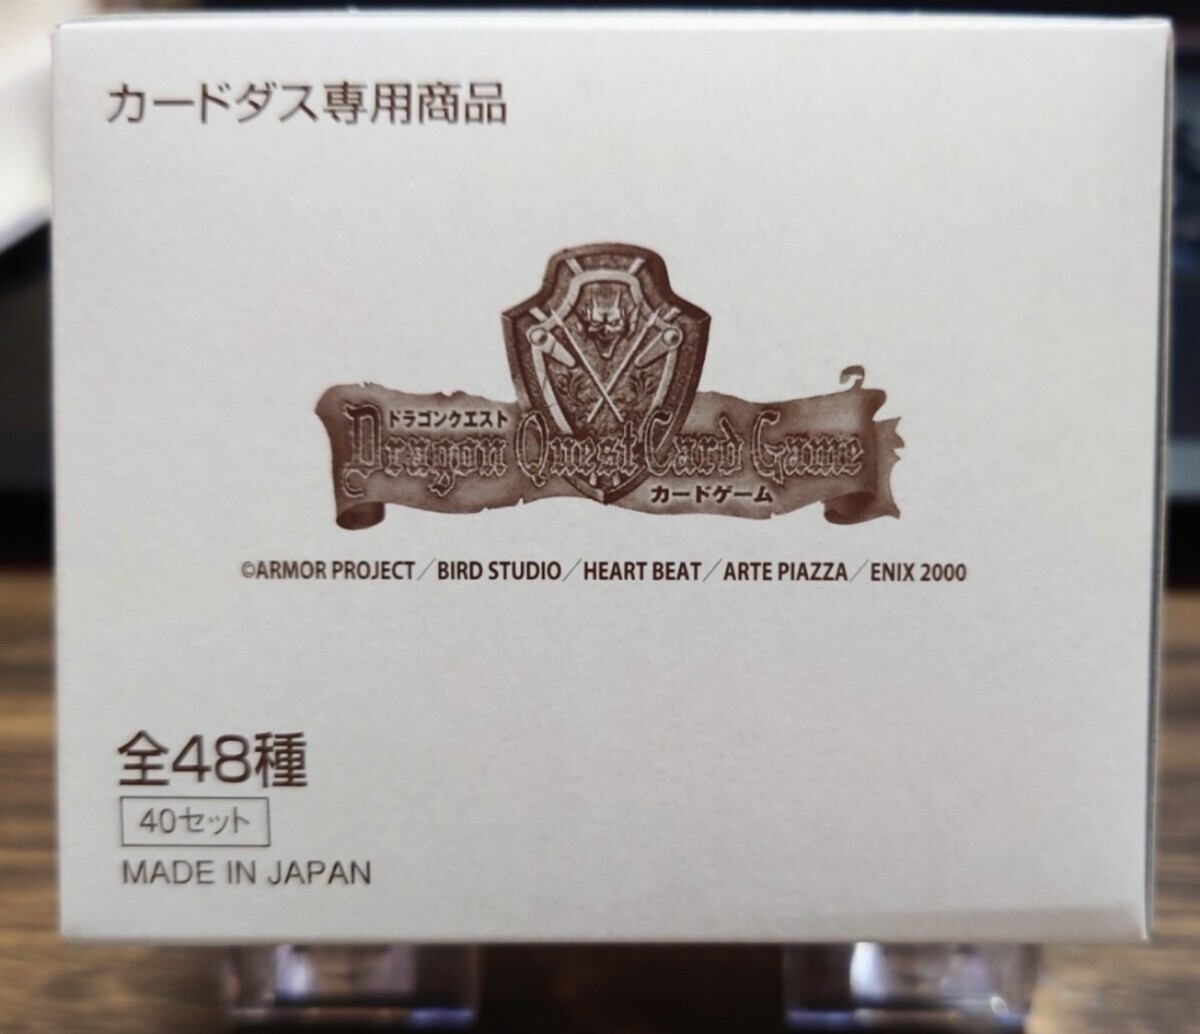 カードダス専用商品
ドラゴンクエスト
Dragon Quest Card Game
カードゲーム
©ARMOR PROJECT／BIRD STUDIO／HEART BEAT／ARTE PIAZZA／ENIX 2000
全48種
40セット
MADE IN JAPAN